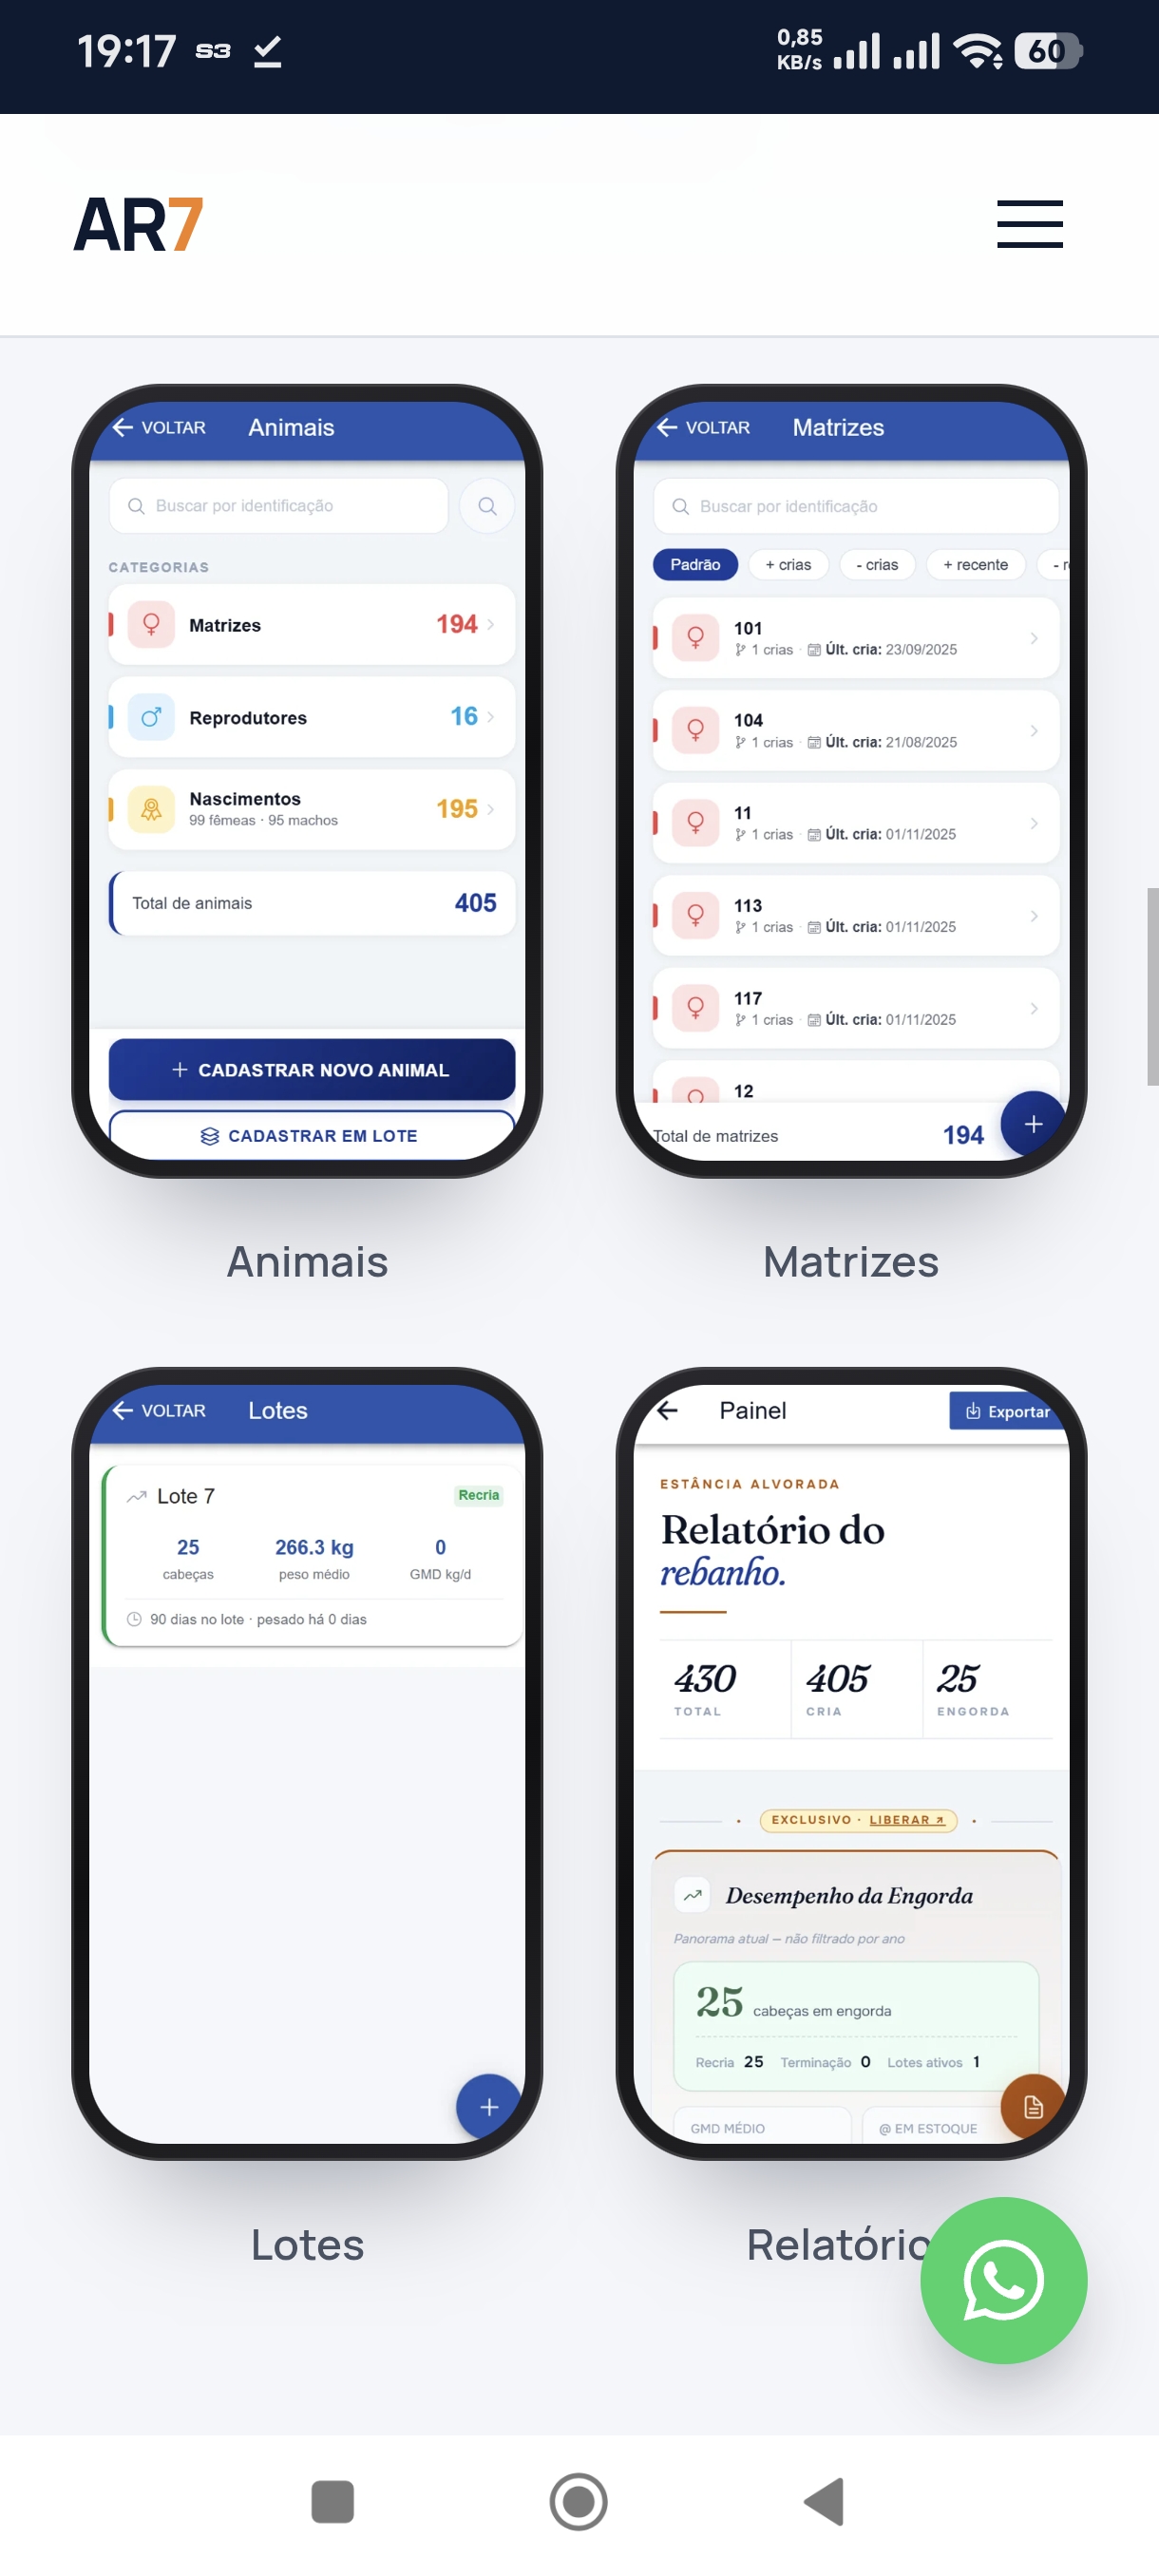 19:17 S3 0,85 KB/s 60
AR7
VOLTAR Animais
Buscar por identificação
CATEGORIAS
Matrizes 194
Reprodutores 16
Nascimentos 195
99 fêmeas · 95 machos
Total de animais 405
+ CADASTRAR NOVO ANIMAL
CADASTRAR EM LOTE
Animais
VOLTAR Matrizes
Buscar por identificação
Padrão + crias - crias + recente - r
101
1 crias · Últ. cria: 23/09/2025
104
1 crias · Últ. cria: 21/08/2025
11
1 crias · Últ. cria: 01/11/2025
113
1 crias · Últ. cria: 01/11/2025
117
1 crias · Últ. cria: 01/11/2025
12
Total de matrizes 194 +
Matrizes
VOLTAR Lotes
Lote 7 Recria
25 266.3 kg 0
cabeças peso médio GMD kg/d
90 dias no lote · pesado há 0 dias
+
Lotes
Painel Exportar
ESTÂNCIA ALVORADA
Relatório do
rebanho.
430 405 25
TOTAL CRIA ENGORDA
EXCLUSIVO · LIBERAR ↗
Desempenho da Engorda
Panorama atual — não filtrado por ano
25 cabeças em engorda
Recria 25 Terminação 0 Lotes ativos 1
GMD MÉDIO @ EM ESTOQUE
Relatório